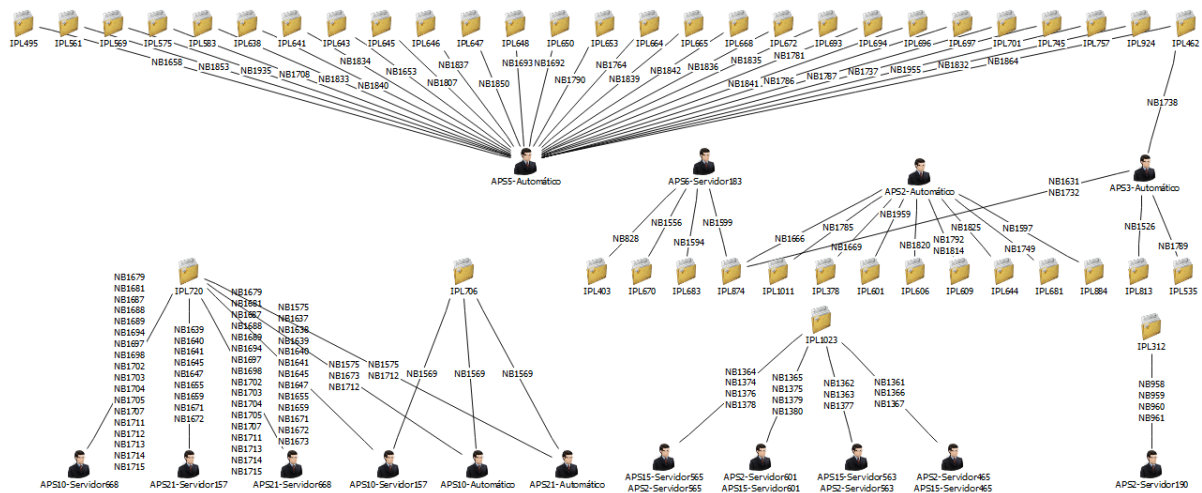 IPL495 IPL561 IPL569 IPL575 IPL583 IPL638 IPL641 IPL643 IPL645 IPL646 IPL647 IPL648 IPL650 IPL653 IPL664 IPL665 IPL668 IPL672 IPL693 IPL694 IPL696 IPL697 IPL701 IPL745 IPL757 IPL924 IPL462
NB1658
NB1853
NB1935
NB1708
NB1833
NB1834
NB1840
NB1653
NB1807
NB1837
NB1850
NB1693
NB1692
NB1790
NB1764
NB1839
NB1842
NB1836
NB1835
NB1841
NB1781
NB1786
NB1787
NB1737
NB1955
NB1832
NB1864
NB1738
APS5-Automático
APS6-Servidor183
APS2-Automático
APS3-Automático
NB1631
NB1732
NB828
NB1556
NB1594
NB1599
NB1666
NB1785
NB1669
NB1959
NB1820
NB1792
NB1814
NB1825
NB1749
NB1597
NB1526
NB1789
IPL403 IPL670 IPL683 IPL874 IPL1011 IPL378 IPL601 IPL606 IPL609 IPL644 IPL681 IPL884 IPL813 IPL535
IPL720
IPL706
IPL1023
IPL312
NB1679
NB1681
NB1687
NB1688
NB1689
NB1694
NB1697
NB1698
NB1702
NB1703
NB1704
NB1705
NB1707
NB1711
NB1712
NB1713
NB1714
NB1715
NB1639
NB1640
NB1641
NB1645
NB1647
NB1655
NB1659
NB1671
NB1672
NB1679
NB1681
NB1687
NB1688
NB1689
NB1694
NB1697
NB1698
NB1702
NB1703
NB1704
NB1705
NB1707
NB1711
NB1713
NB1714
NB1715
NB1575
NB1637
NB1638
NB1639
NB1640
NB1641
NB1645
NB1647
NB1655
NB1659
NB1671
NB1672
NB1673
NB1575
NB1673
NB1712
NB1575
NB1712
NB1569
NB1569
NB1569
NB1364
NB1374
NB1376
NB1378
NB1365
NB1375
NB1379
NB1380
NB1362
NB1363
NB1377
NB1361
NB1366
NB1367
NB958
NB959
NB960
NB961
APS10-Servidor668
APS21-Servidor157
APS21-Servidor668
APS10-Servidor157
APS10-Automático
APS21-Automático
APS15-Servidor565
APS2-Servidor565
APS2-Servidor601
APS15-Servidor601
APS15-Servidor563
APS2-Servidor563
APS2-Servidor465
APS15-Servidor465
APS2-Servidor190